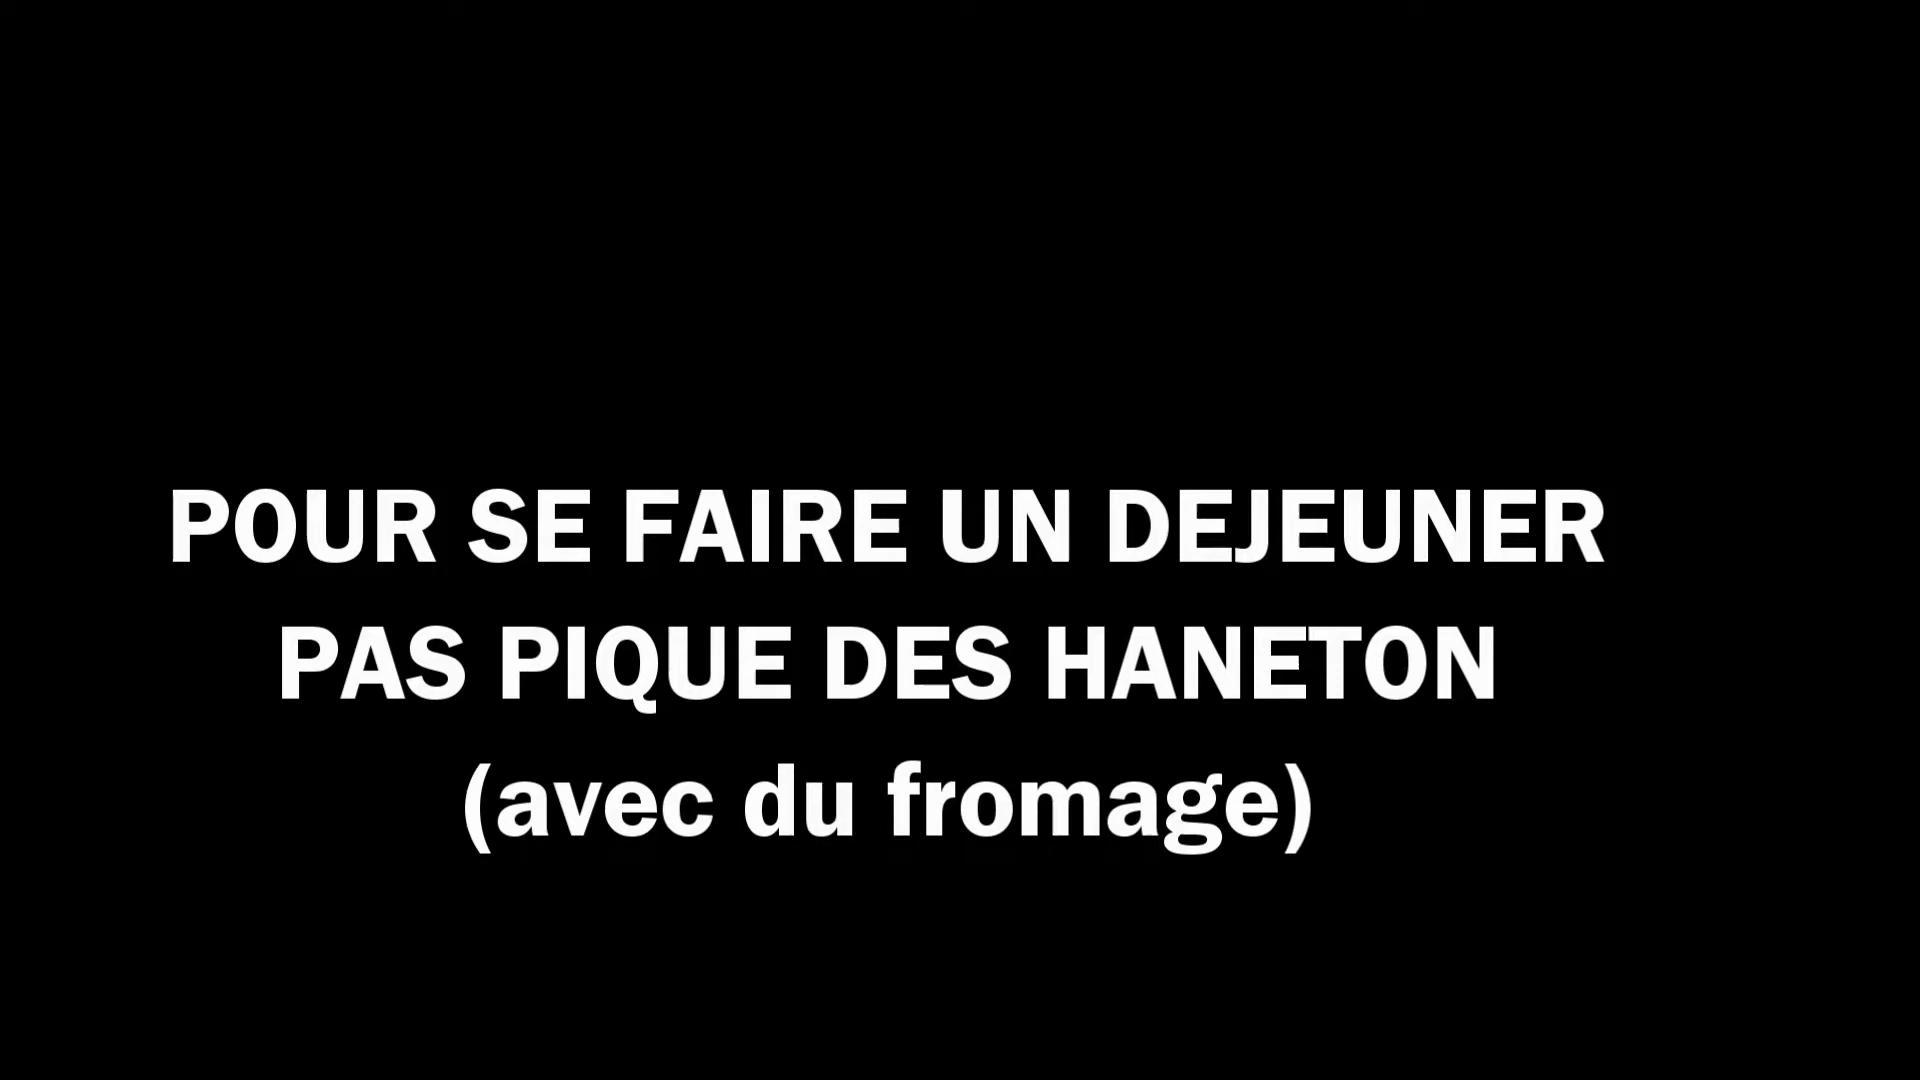 POUR SE FAIRE UN DEJEUNER
PAS PIQUE DES HANETON
(avec du fromage)